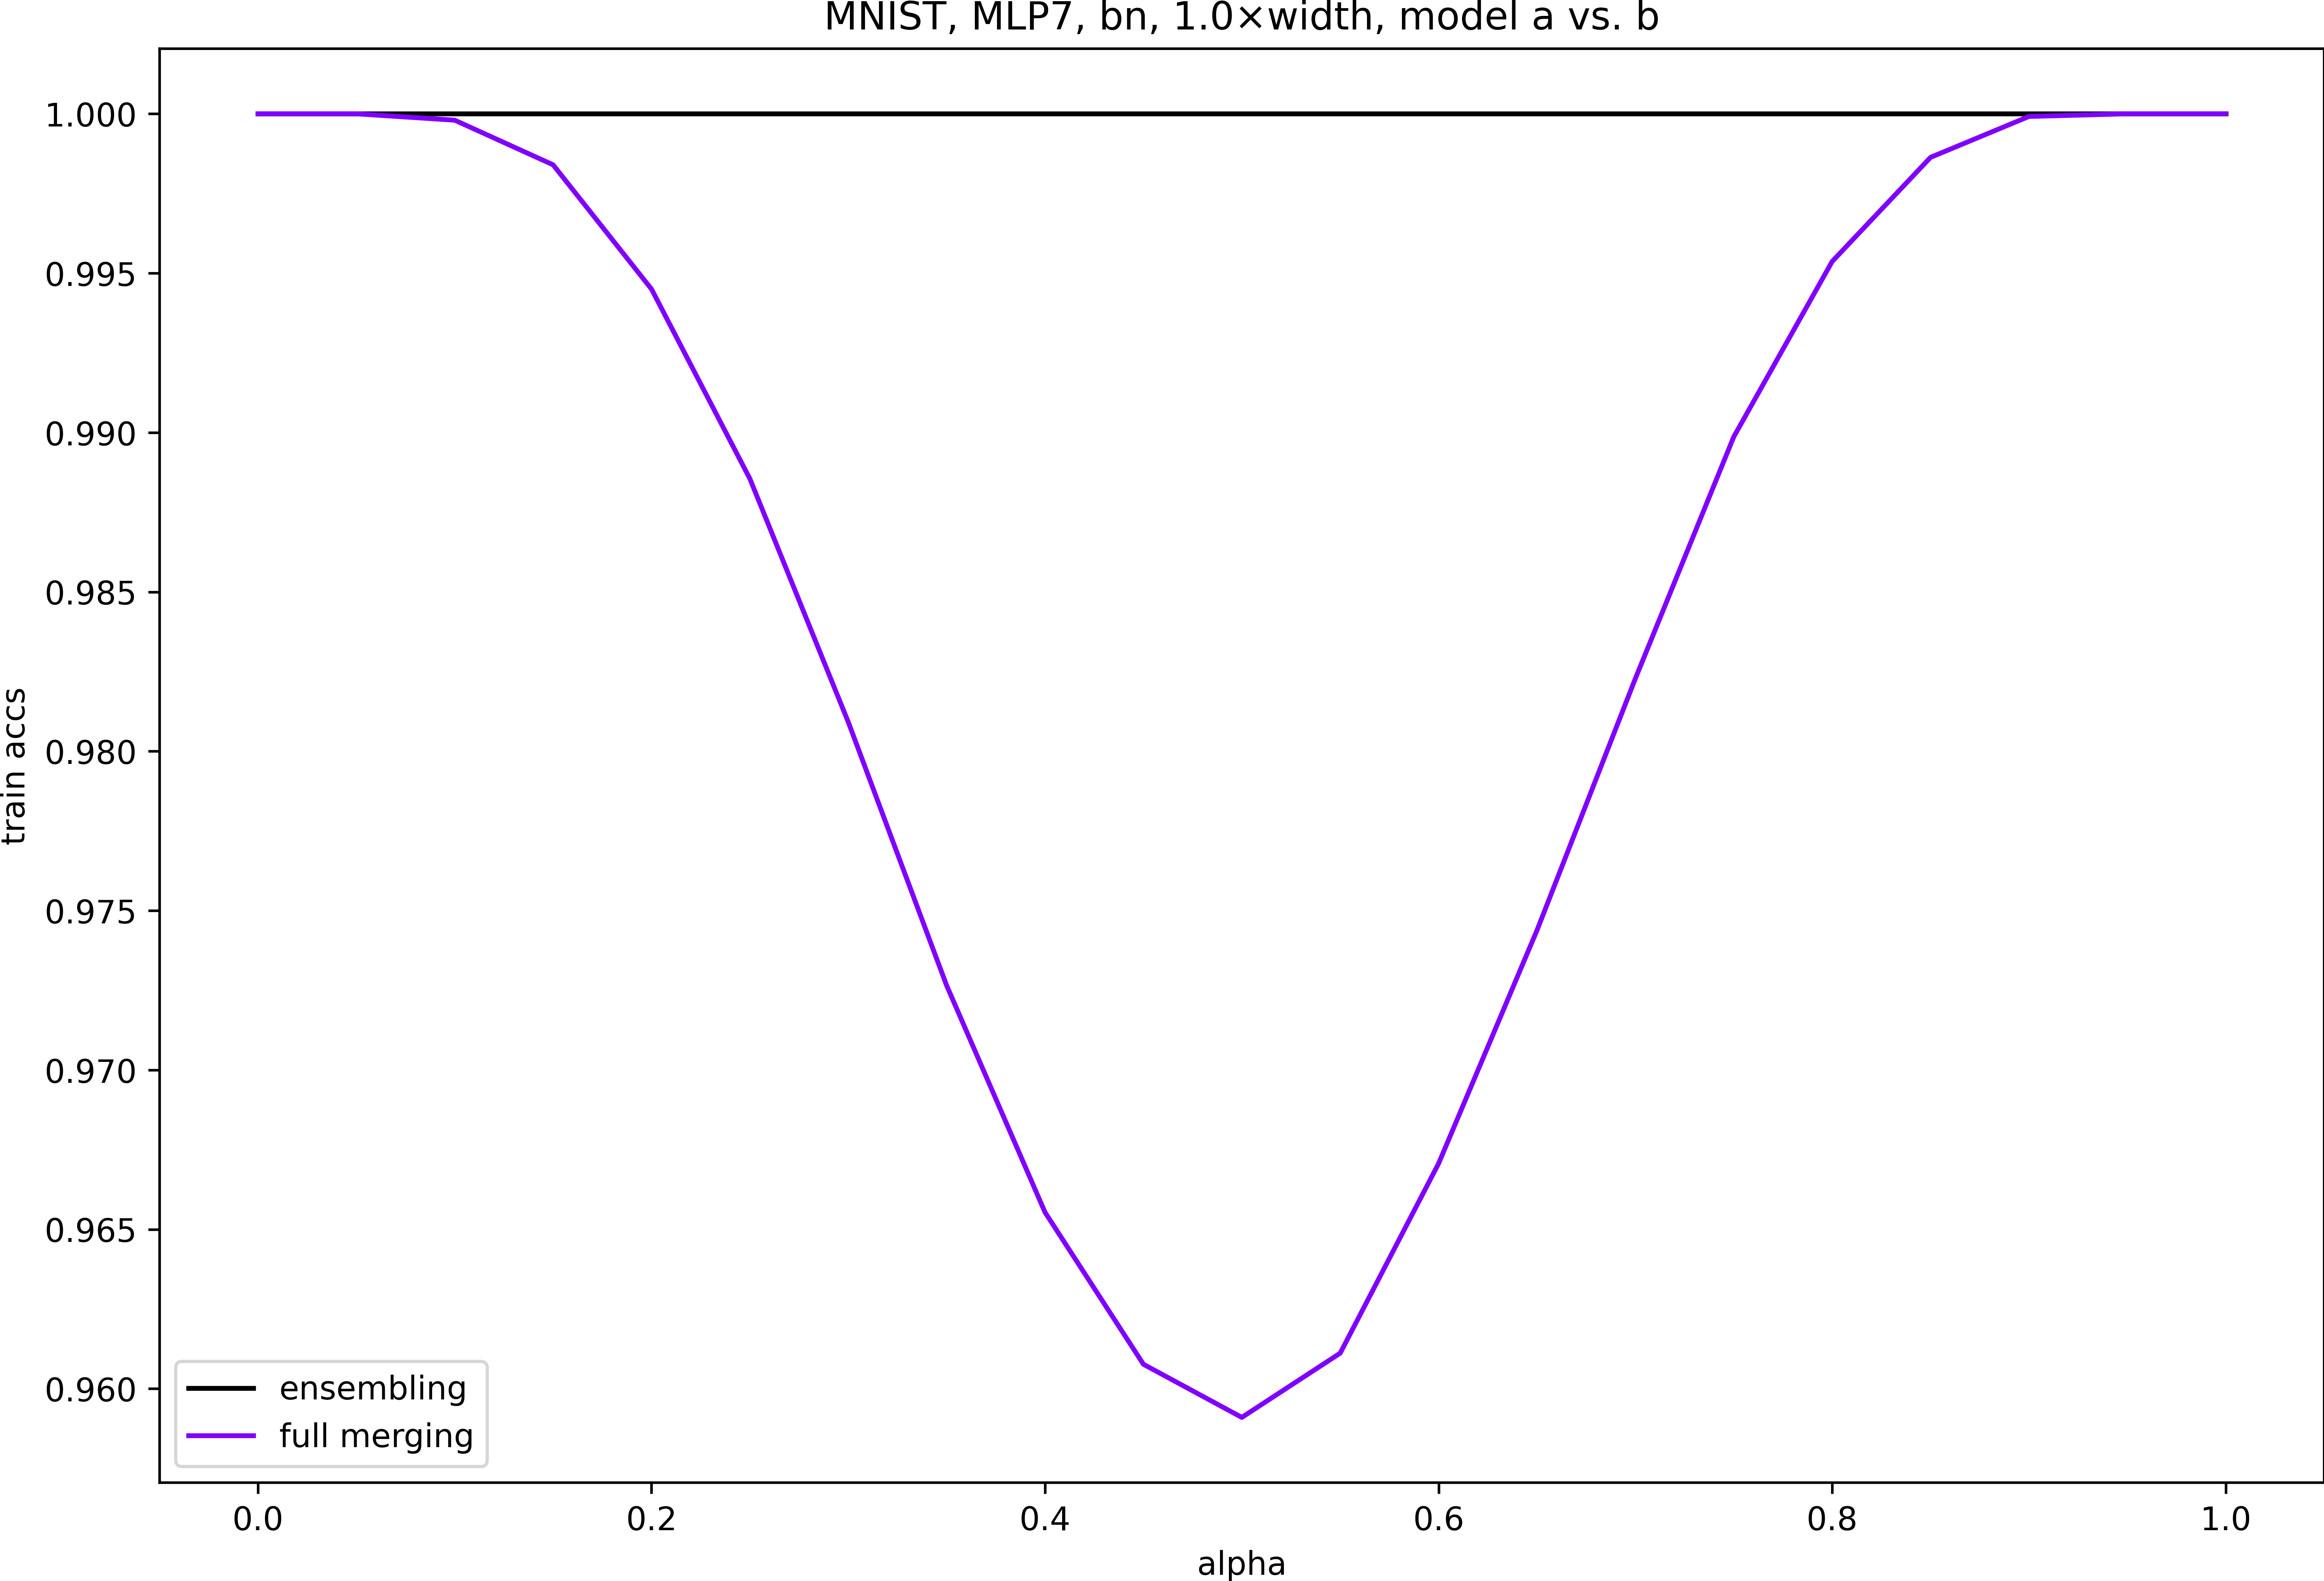 MNIST, MLP7, bn, 1.0×width, model a vs. b
1.000
0.995
0.990
0.985
0.980
0.975
0.970
0.965
0.960
train accs
ensembling
full merging
0.0 0.2 0.4 0.6 0.8 1.0
alpha